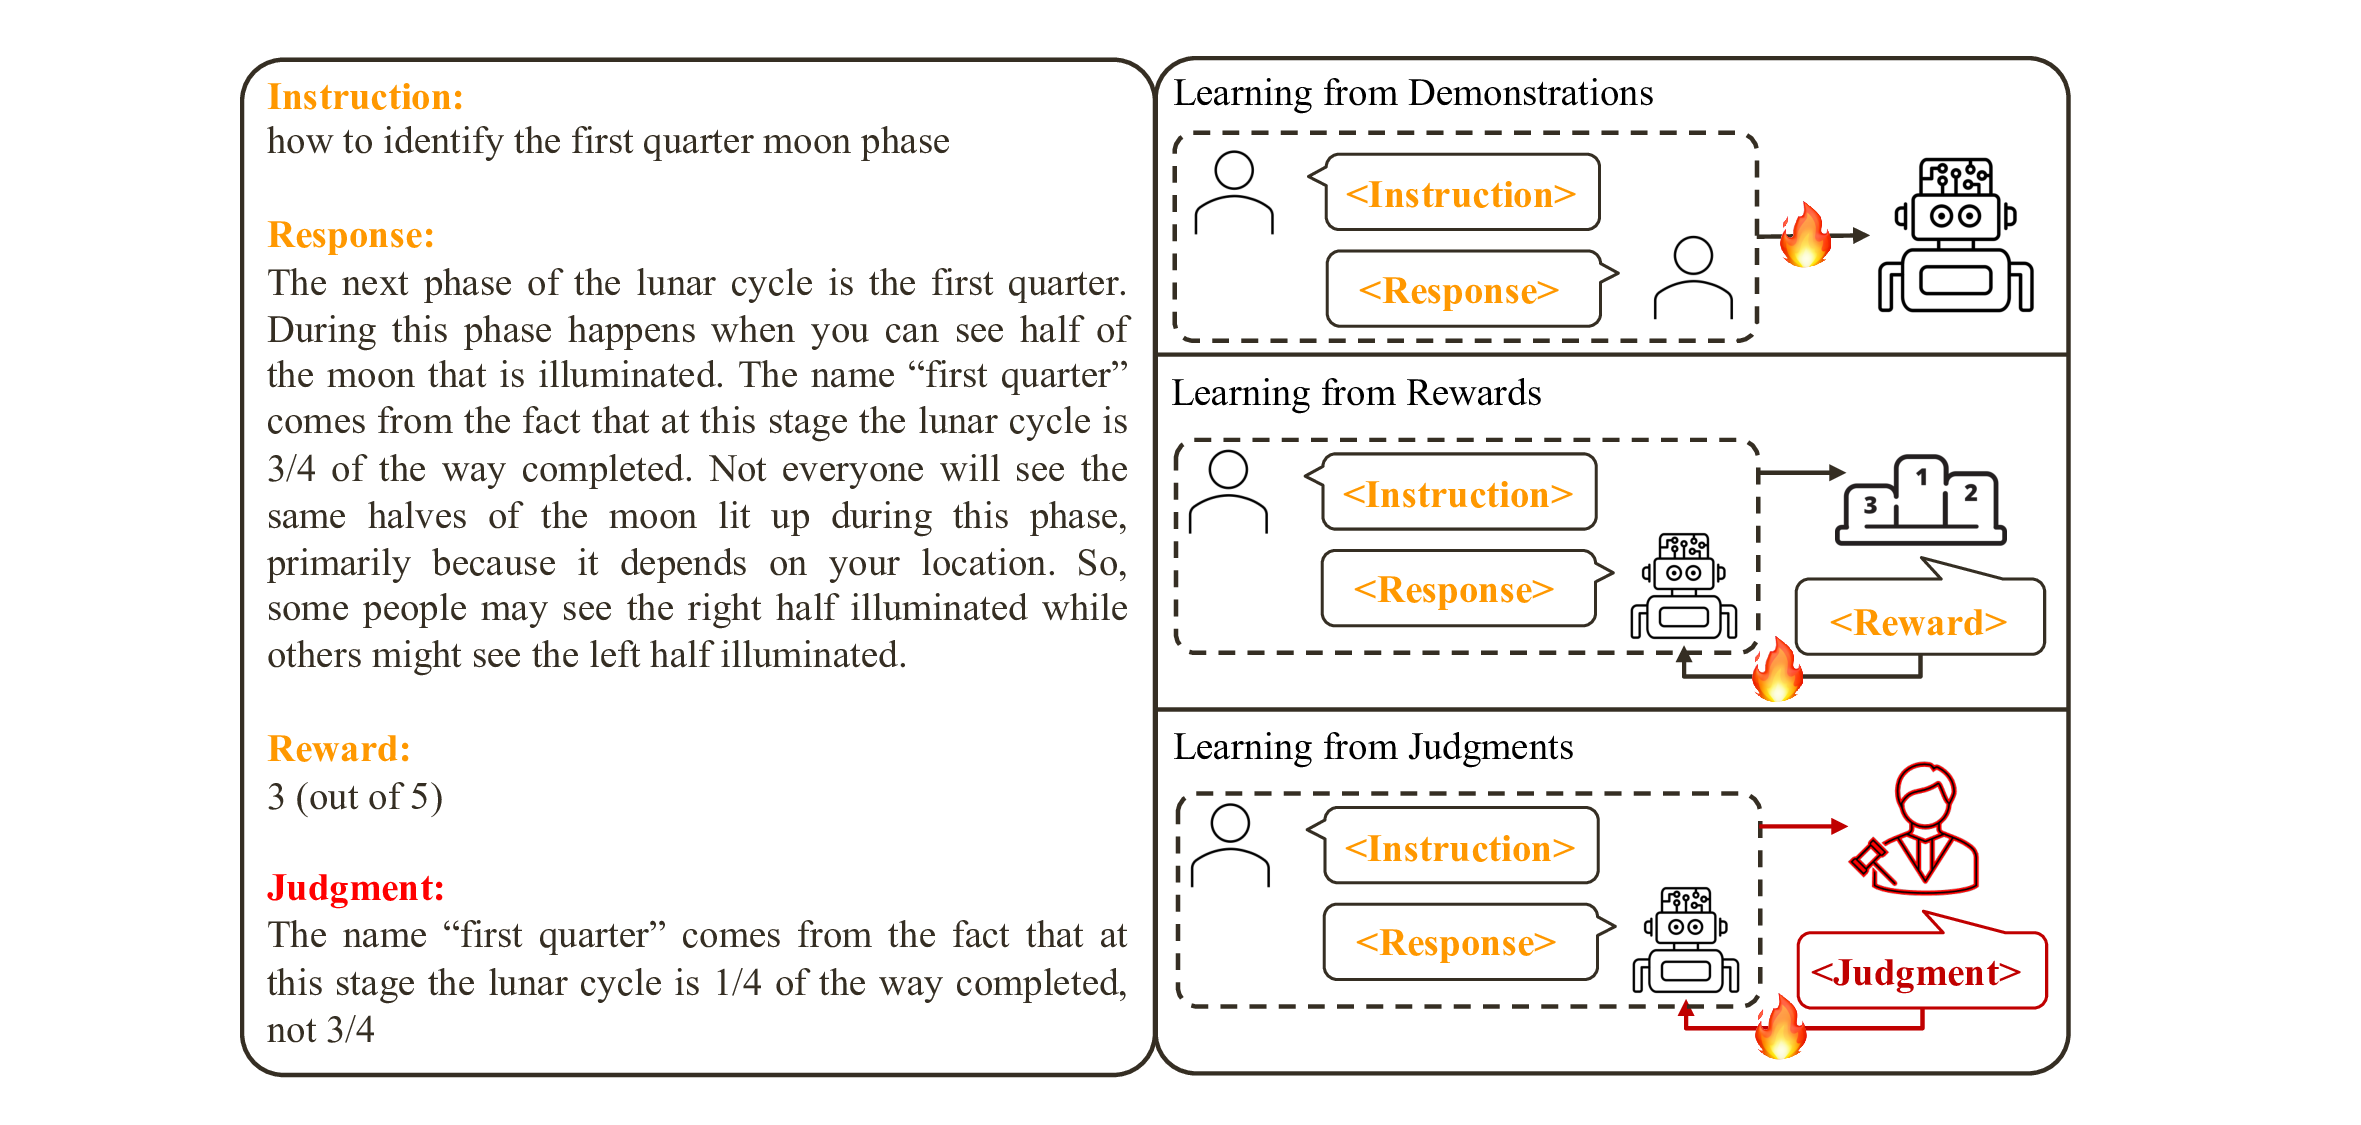 Instruction:
how to identify the first quarter moon phase
Response:
The next phase of the lunar cycle is the first quarter.
During this phase happens when you can see half of
the moon that is illuminated. The name “first quarter”
comes from the fact that at this stage the lunar cycle is
3/4 of the way completed. Not everyone will see the
same halves of the moon lit up during this phase,
primarily because it depends on your location. So,
some people may see the right half illuminated while
others might see the left half illuminated.
Reward:
3 (out of 5)
Judgment:
The name “first quarter” comes from the fact that at
this stage the lunar cycle is 1/4 of the way completed,
not 3/4
Learning from Demonstrations
<Instruction>
<Response>
Learning from Rewards
<Instruction>
<Response>
3 1 2
<Reward>
Learning from Judgments
<Instruction>
<Response>
<Judgment>